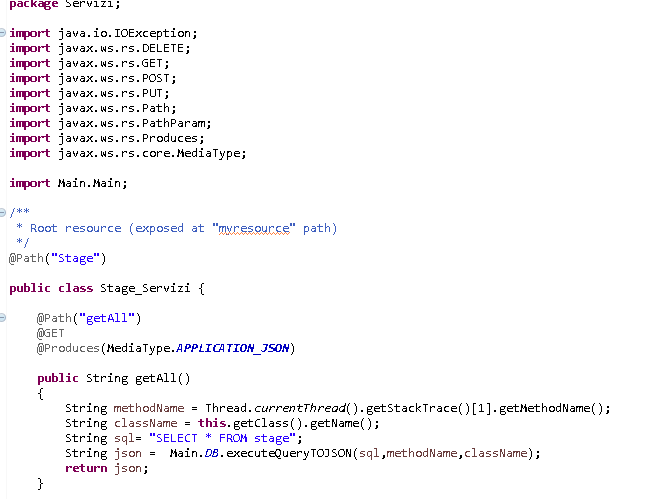 package Servizi;
import java.io.IOException;
import javax.ws.rs.DELETE;
import javax.ws.rs.GET;
import javax.ws.rs.POST;
import javax.ws.rs.PUT;
import javax.ws.rs.Path;
import javax.ws.rs.PathParam;
import javax.ws.rs.Produces;
import javax.ws.rs.core.MediaType;
import Main.Main;
/**
* Root resource (exposed at "myresource" path)
*/
@Path("Stage")
public class Stage_Servizi {
@Path("getAll")
@GET
@Produces(MediaType.APPLICATION_JSON)
public String getAll()
{
String methodName = Thread.currentThread().getStackTrace()[1].getMethodName();
String className = this.getClass().getName();
String sql= "SELECT * FROM stage";
String json =  Main.DB.executeQueryTOJSON(sql,methodName,className);
return json;
}